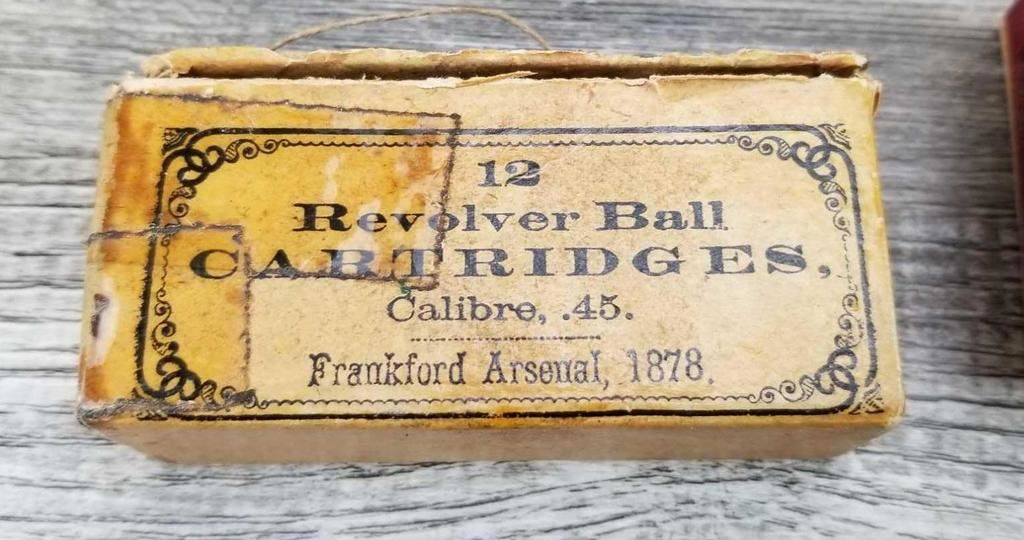 12
Revolver Ball
CARTRIDGES,
Calibre, .45.
Frankford Arsenal, 1878.